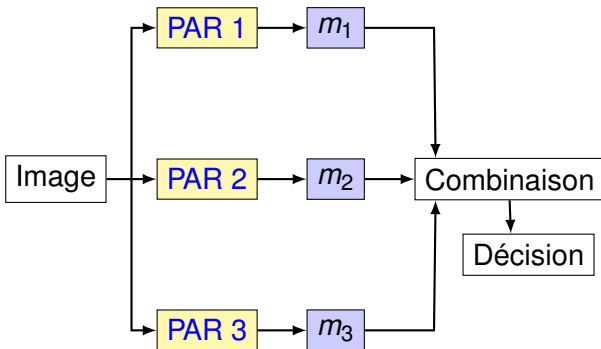 PAR 1
m₁
Image
PAR 2
m₂
Combinaison
Décision
PAR 3
m₃